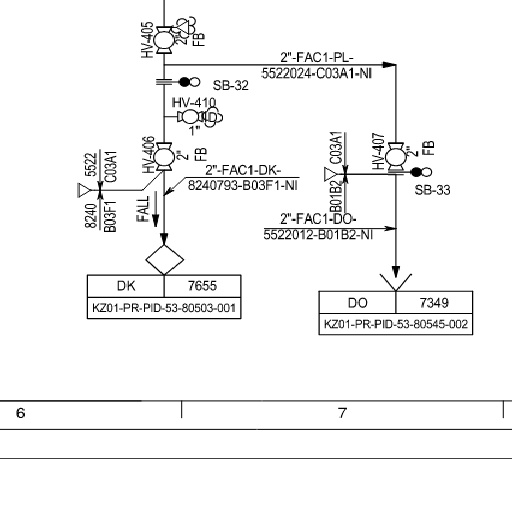 HV-405
2"
FB
2"-FAC1-PL-
5522024-C03A1-NI
SB-32
HV-410
1"
HV-406
2"
FB
HV-407
2"
FB
5522
C03A1
8240
B03F1
2"-FAC1-DK-
8240793-B03F1-NI
FALL
C03A1
B01B2
SB-33
2"-FAC1-DO-
5522012-B01B2-NI
DK 7655
KZ01-PR-PID-53-80503-001
DO 7349
KZ01-PR-PID-53-80545-002
6 7